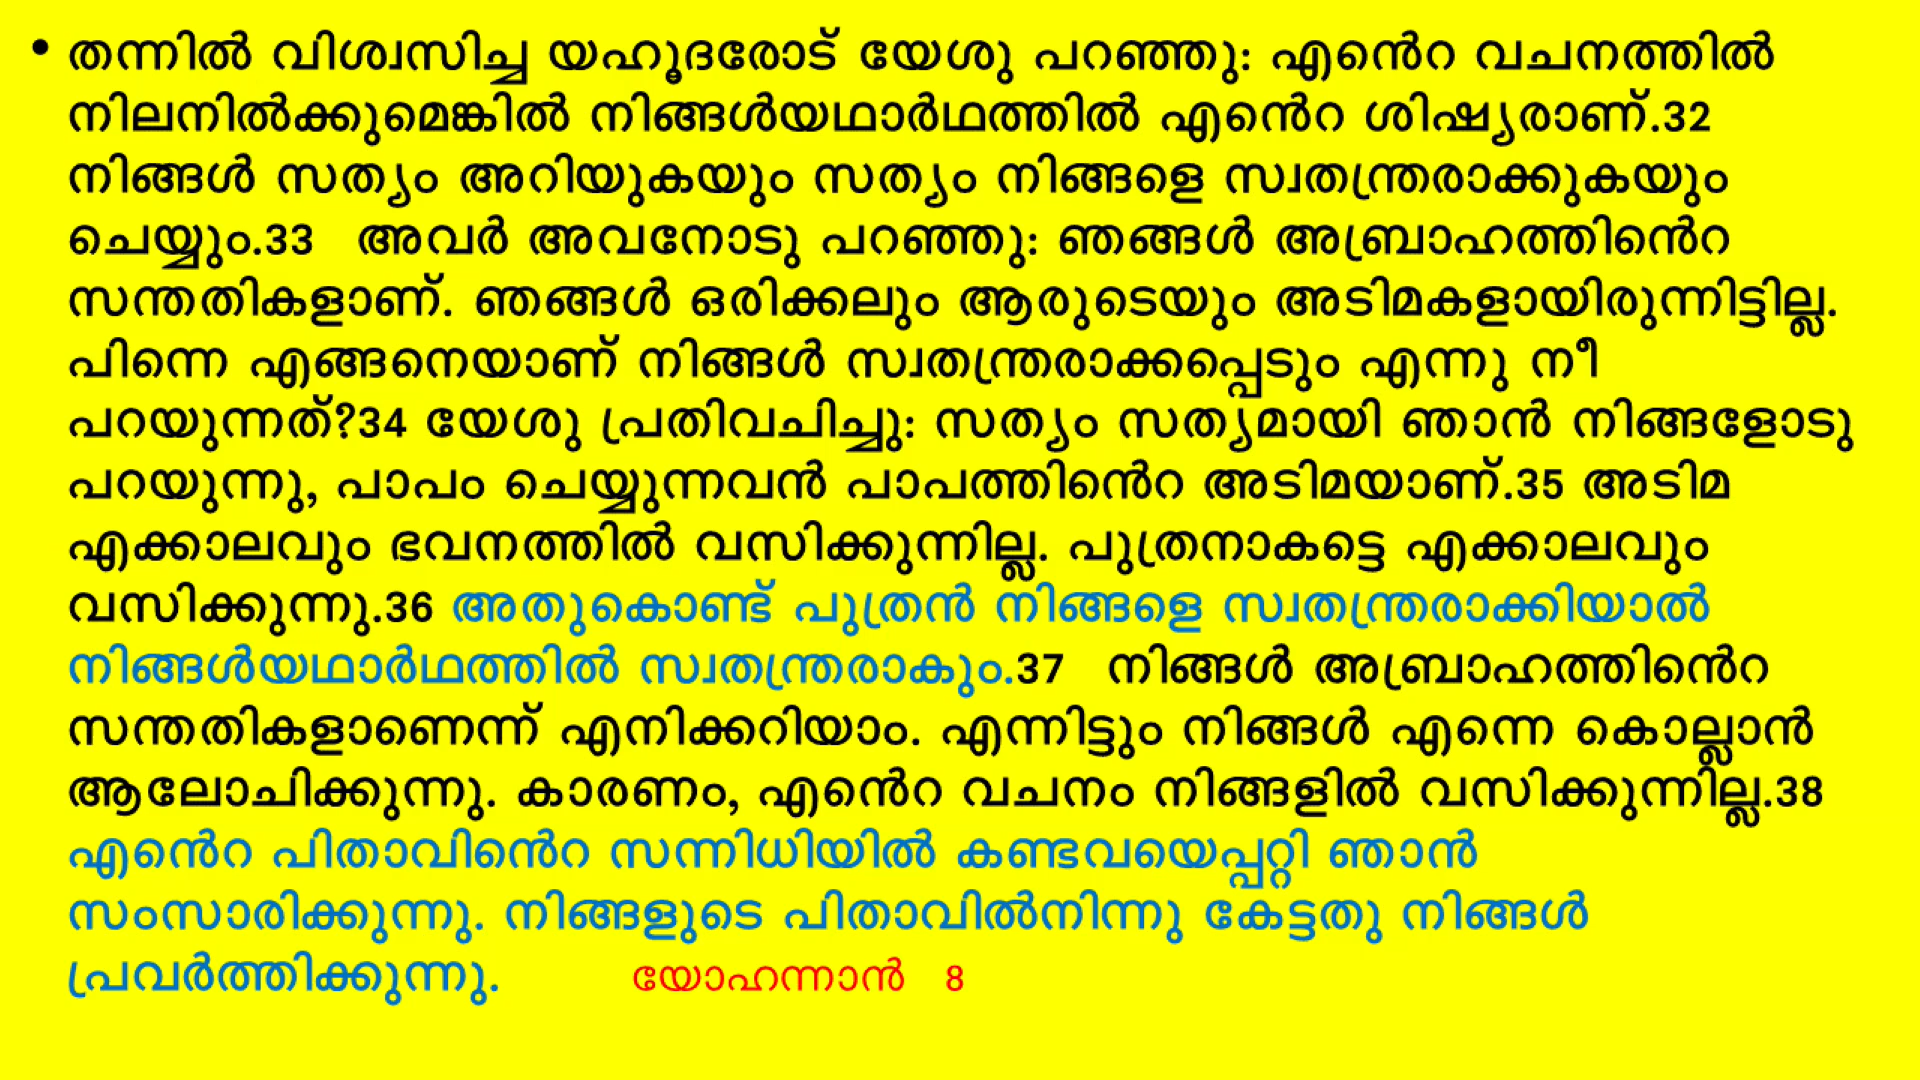 • തന്നിൽ വിശ്വസിച്ച യഹൂദരോട് യേശു പറഞ്ഞു: എൻെറ വചനത്തിൽ
നിലനിൽക്കുമെങ്കിൽ നിങ്ങൾയഥാർഥത്തിൽ എൻെറ ശിഷ്യരാണ്.32
നിങ്ങൾ സത്യം അറിയുകയും സത്യം നിങ്ങളെ സ്വതന്ത്രരാക്കുകയും
ചെയ്യും.33 അവർ അവനോടു പറഞ്ഞു: ഞങ്ങൾ അബ്രാഹത്തിൻെറ
സന്തതികളാണ്. ഞങ്ങൾ ഒരിക്കലും ആരുടെയും അടിമകളായിരുന്നിട്ടില്ല.
പിന്നെ എങ്ങനെയാണ് നിങ്ങൾ സ്വതന്ത്രരാക്കപ്പെടും എന്നു നീ
പറയുന്നത്?34 യേശു പ്രതിവചിച്ചു: സത്യം സത്യമായി ഞാൻ നിങ്ങളോടു
പറയുന്നു, പാപം ചെയ്യുന്നവൻ പാപത്തിൻെറ അടിമയാണ്.35 അടിമ
എക്കാലവും ഭവനത്തിൽ വസിക്കുന്നില്ല. പുത്രനാകട്ടെ എക്കാലവും
വസിക്കുന്നു.36 അതുകൊണ്ട് പുത്രൻ നിങ്ങളെ സ്വതന്ത്രരാക്കിയാൽ
നിങ്ങൾയഥാർഥത്തിൽ സ്വതന്ത്രരാകും.37 നിങ്ങൾ അബ്രാഹത്തിൻെറ
സന്തതികളാണെന്ന് എനിക്കറിയാം. എന്നിട്ടും നിങ്ങൾ എന്നെ കൊല്ലാൻ
ആലോചിക്കുന്നു. കാരണം, എൻെറ വചനം നിങ്ങളിൽ വസിക്കുന്നില്ല.38
എൻെറ പിതാവിൻെറ സന്നിധിയിൽ കണ്ടവയെപ്പറ്റി ഞാൻ
സംസാരിക്കുന്നു. നിങ്ങളുടെ പിതാവിൽനിന്നു കേട്ടതു നിങ്ങൾ
പ്രവർത്തിക്കുന്നു. യോഹന്നാൻ 8